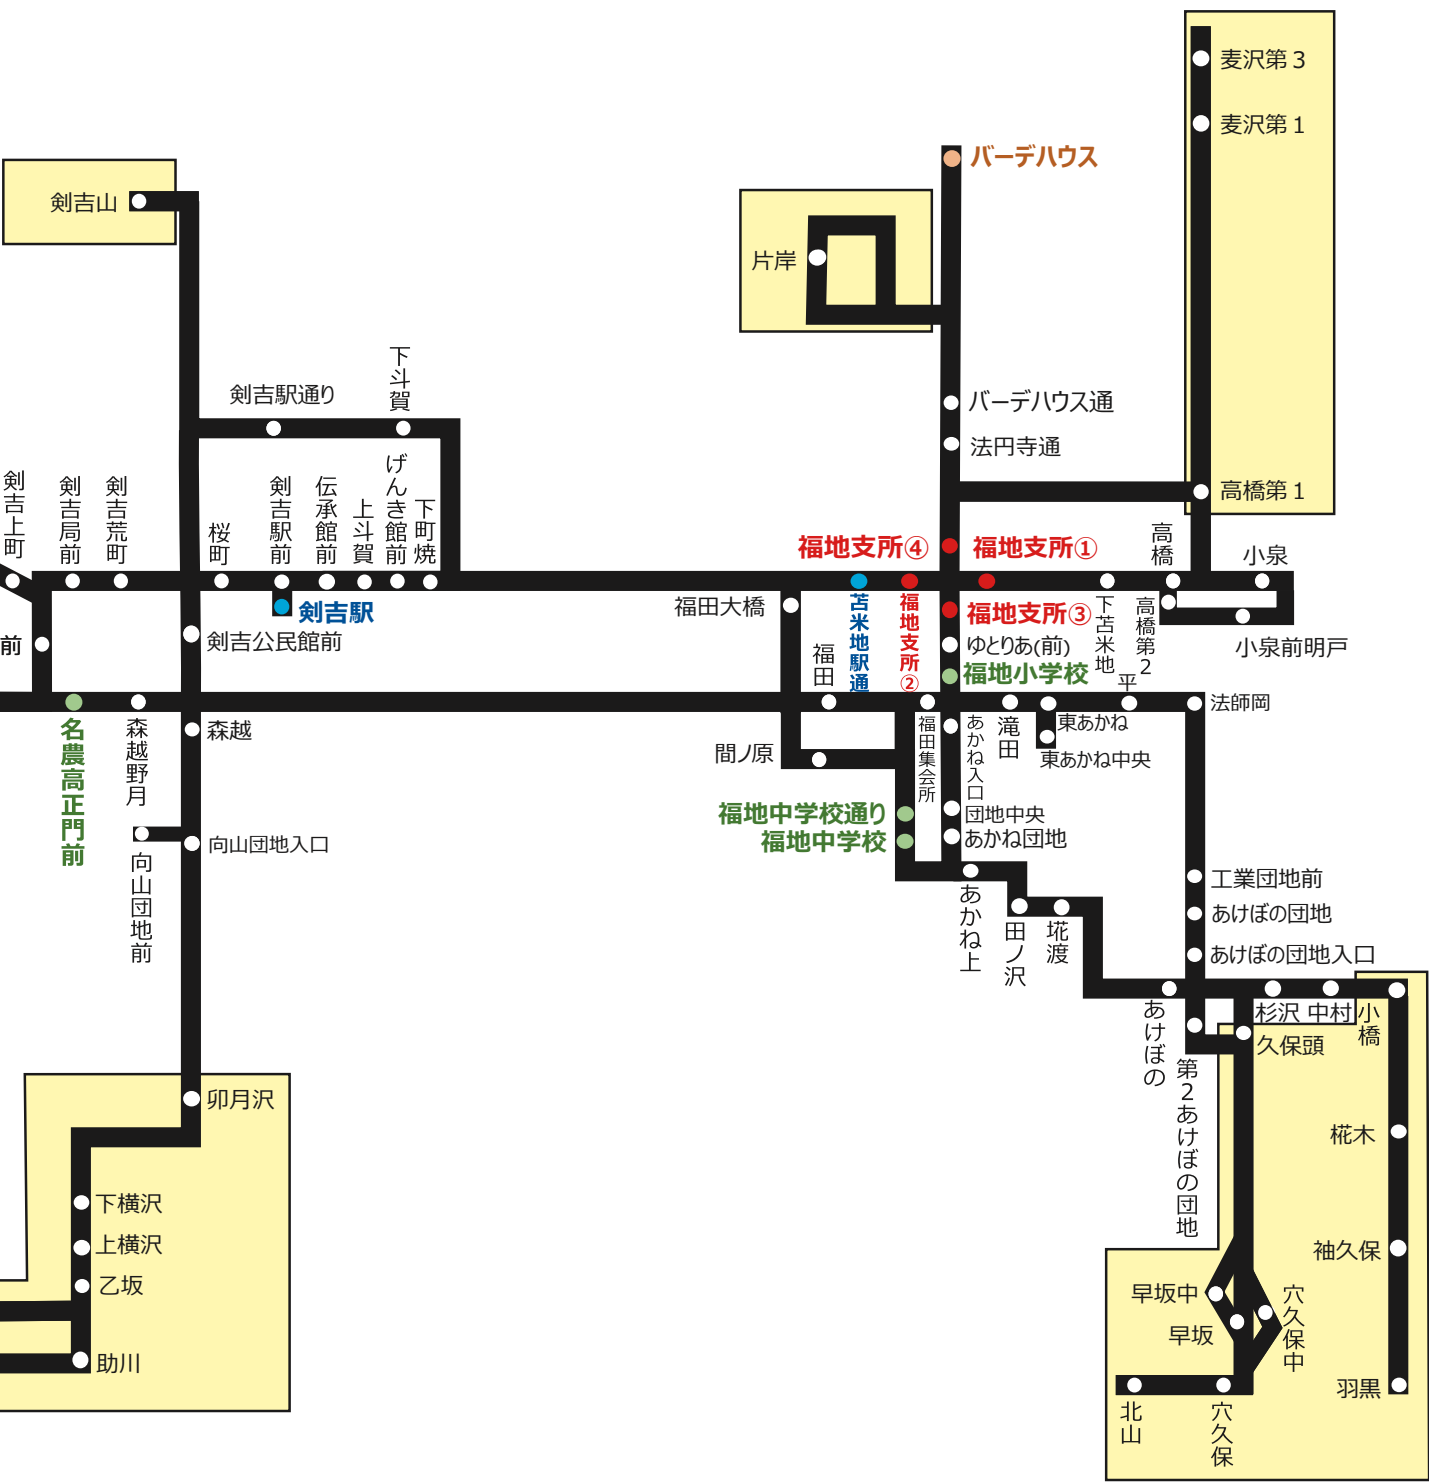 麦沢第3
麦沢第1
バーデハウス
剣吉山
片岸
下斗賀
剣吉駅通り
バーデハウス通
法円寺通
高橋第1
剣吉上町
剣吉局前
剣吉荒町
桜町
剣吉駅前
伝承館前
上斗賀
げんき館前
下町焼
福地支所④
福地支所①
高橋
小泉
剣吉駅
福田大橋
苫米地駅通
福地支所②
福地支所③
下苫米地
高橋第2
小泉前明戸
前
剣吉公民館前
ゆとりあ(前)
福地小学校
福田
平
法師岡
名農高正門前
森越野月
森越
間ノ原
福田集会所
あかね入口
滝田
東あかね
東あかね中央
福地中学校通り
福地中学校
団地中央
あかね団地
向山団地入口
向山団地前
あかね上
田ノ沢
埖渡
工業団地前
あけぼの団地
あけぼの団地入口
あけぼの
杉沢
中村
小橋
久保頭
第2あけぼの団地
卯月沢
椛木
下横沢
上横沢
乙坂
助川
袖久保
早坂中
早坂
穴久保中
羽黒
北山
穴久保